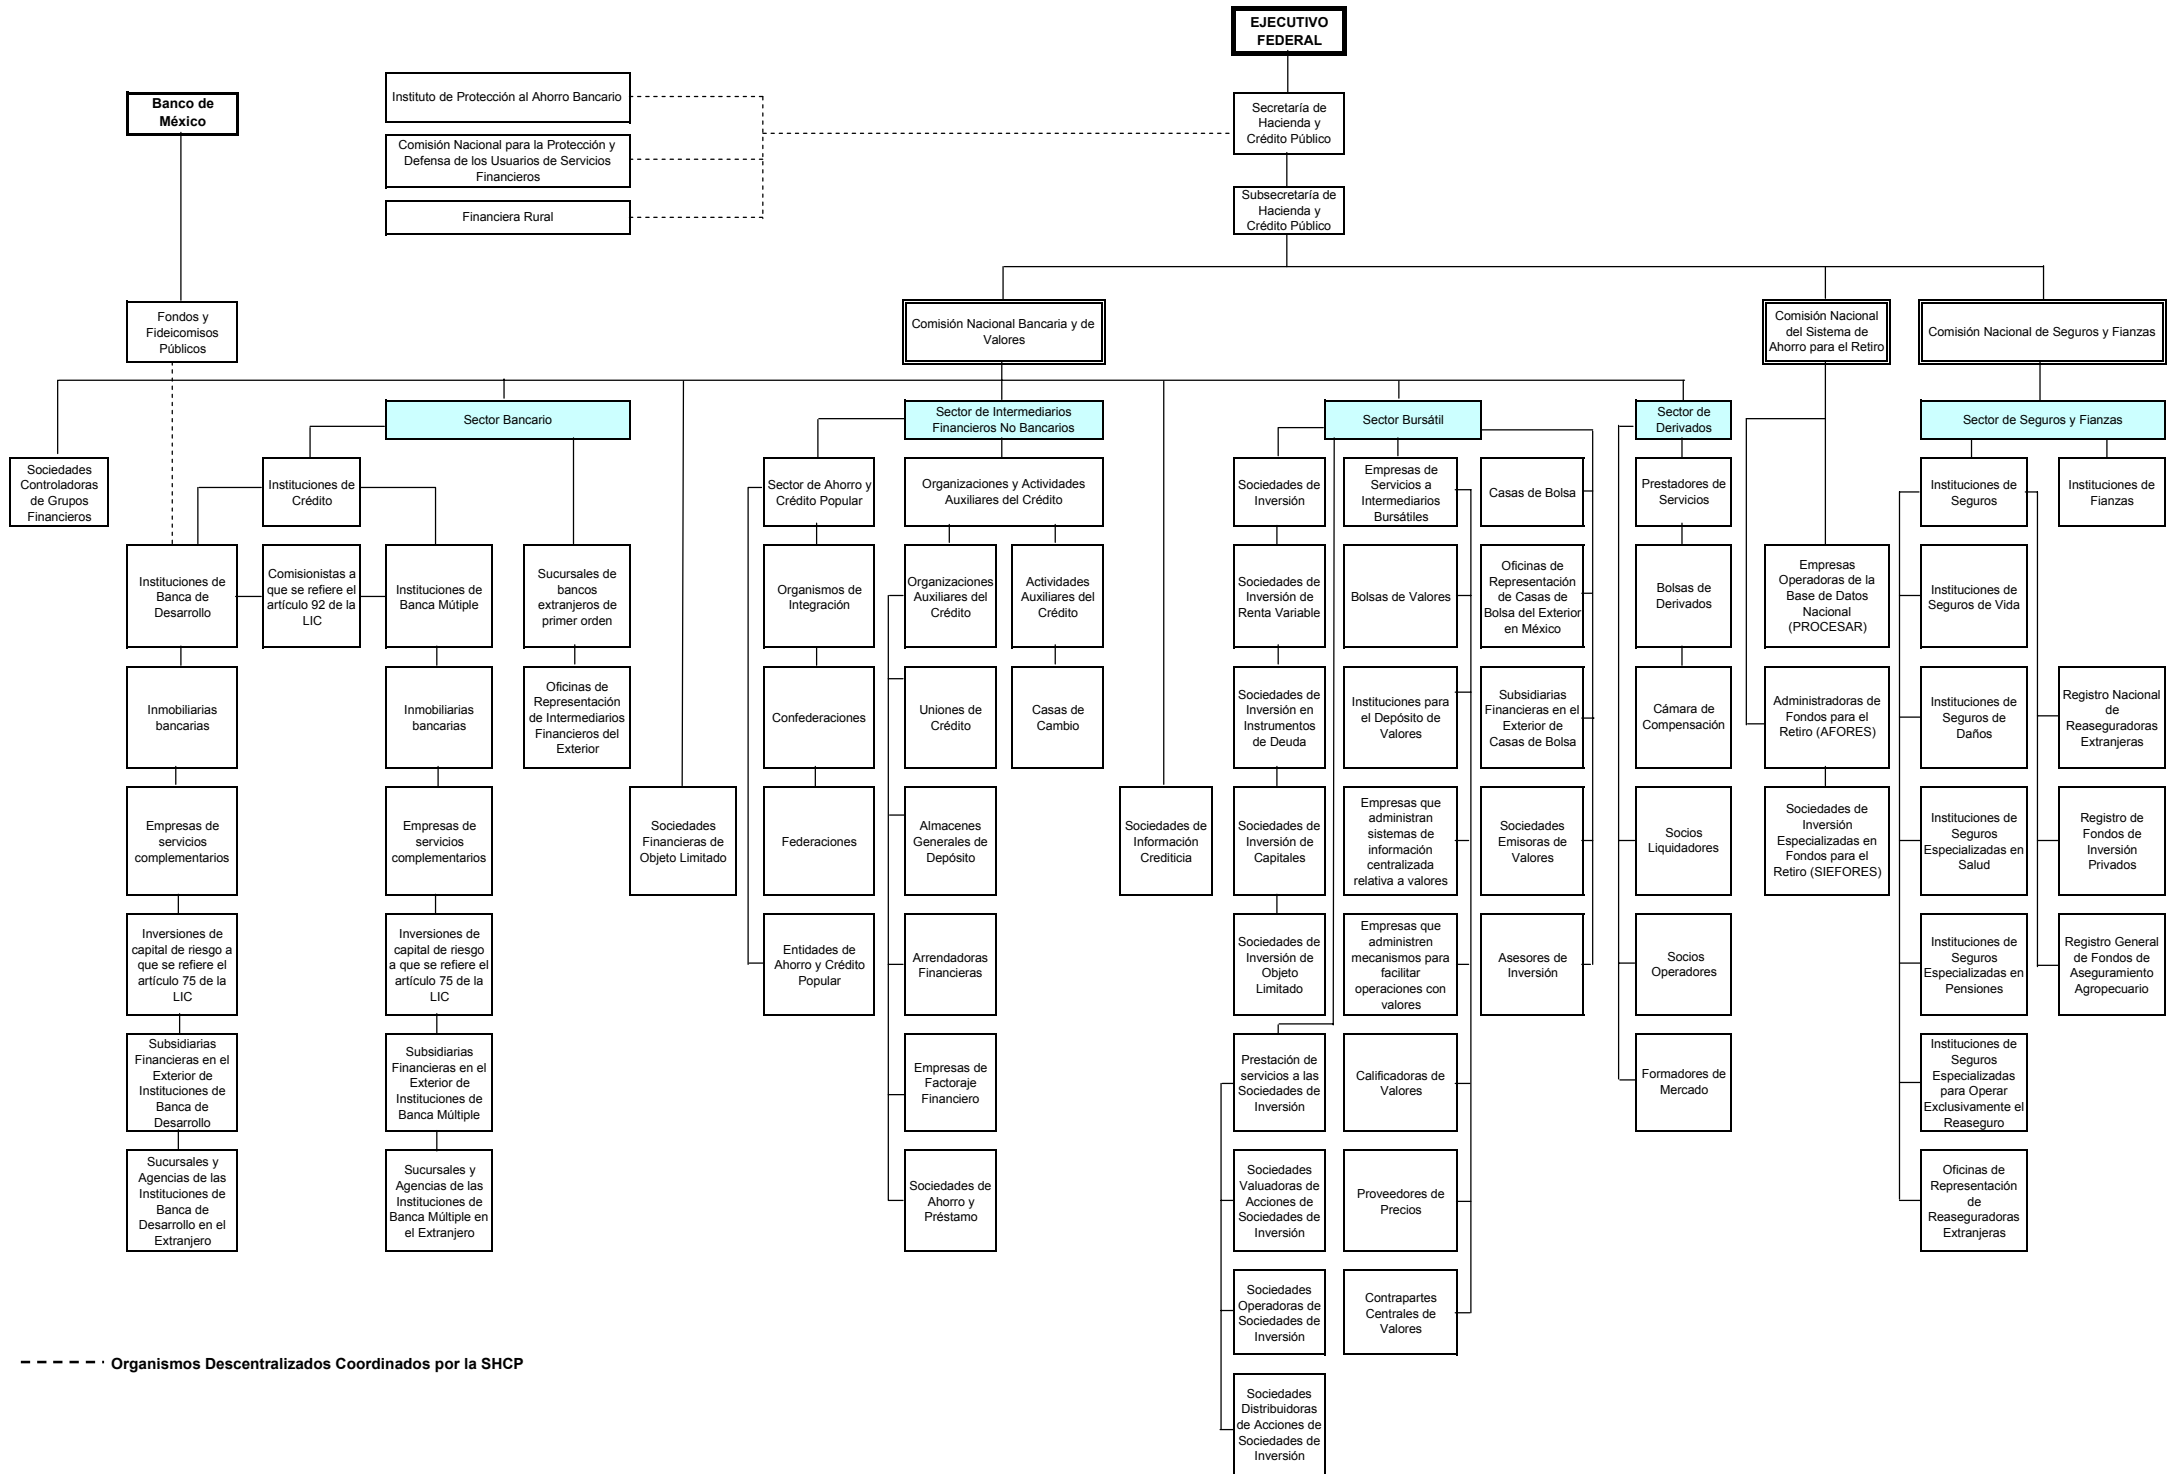 EJECUTIVO
FEDERAL
Banco de
México
Instituto de Protección al Ahorro Bancario
Comisión Nacional para la Protección y
Defensa de los Usuarios de Servicios
Financieros
Financiera Rural
Secretaría de
Hacienda y
Crédito Público
Subsecretaría de
Hacienda y
Crédito Público
Fondos y
Fideicomisos
Públicos
Comisión Nacional Bancaria y de
Valores
Comisión Nacional
del Sistema de
Ahorro para el Retiro
Comisión Nacional de Seguros y Fianzas
Sector Bancario
Sector de Intermediarios
Financieros No Bancarios
Sector Bursátil
Sector de
Derivados
Sector de Seguros y Fianzas
Sociedades
Controladoras
de Grupos
Financieros
Instituciones de
Crédito
Sector de Ahorro y
Crédito Popular
Organizaciones y Actividades
Auxiliares del Crédito
Sociedades de
Inversión
Empresas de
Servicios a
Intermediarios
Bursátiles
Casas de Bolsa
Prestadores de
Servicios
Instituciones de
Seguros
Instituciones de
Fianzas
Instituciones de
Banca de
Desarrollo
Comisionistas a
que se refiere el
artículo 92 de la
LIC
Instituciones de
Banca Mútiple
Sucursales de
bancos
extranjeros de
primer orden
Organismos de
Integración
Organizaciones
Auxiliares del
Crédito
Actividades
Auxiliares del
Crédito
Sociedades de
Inversión de
Renta Variable
Bolsas de Valores
Oficinas de
Representación
de Casas de
Bolsa del Exterior
en México
Bolsas de
Derivados
Empresas
Operadoras de la
Base de Datos
Nacional
(PROCESAR)
Instituciones de
Seguros de Vida
Inmobiliarias
bancarias
Inmobiliarias
bancarias
Oficinas de
Representación
de Intermediarios
Financieros del
Exterior
Confederaciones
Uniones de
Crédito
Casas de
Cambio
Sociedades de
Inversión en
Instrumentos
de Deuda
Instituciones para
el Depósito de
Valores
Subsidiarias
Financieras en el
Exterior de
Casas de Bolsa
Cámara de
Compensación
Administradoras de
Fondos para el
Retiro (AFORES)
Instituciones de
Seguros de
Daños
Registro Nacional
de
Reaseguradoras
Extranjeras
Empresas de
servicios
complementarios
Empresas de
servicios
complementarios
Sociedades
Financieras de
Objeto Limitado
Federaciones
Almacenes
Generales de
Depósito
Sociedades de
Información
Crediticia
Sociedades de
Inversión de
Capitales
Empresas que
administran
sistemas de
información
centralizada
relativa a valores
Sociedades
Emisoras de
Valores
Socios
Liquidadores
Sociedades de
Inversión
Especializadas en
Fondos para el
Retiro (SIEFORES)
Instituciones de
Seguros
Especializadas en
Salud
Registro de
Fondos de
Inversión
Privados
Inversiones de
capital de riesgo a
que se refiere el
artículo 75 de la
LIC
Inversiones de
capital de riesgo
a que se refiere el
artículo 75 de la
LIC
Entidades de
Ahorro y Crédito
Popular
Arrendadoras
Financieras
Sociedades de
Inversión de
Objeto
Limitado
Empresas que
administren
mecanismos para
facilitar
operaciones con
valores
Asesores de
Inversión
Socios
Operadores
Instituciones de
Seguros
Especializadas en
Pensiones
Registro General
de Fondos de
Aseguramiento
Agropecuario
Subsidiarias
Financieras en el
Exterior de
Instituciones de
Banca de
Desarrollo
Subsidiarias
Financieras en el
Exterior de
Instituciones de
Banca Múltiple
Empresas de
Factoraje
Financiero
Prestación de
servicios a las
Sociedades de
Inversión
Calificadoras de
Valores
Formadores de
Mercado
Instituciones de
Seguros
Especializadas
para Operar
Exclusivamente el
Reaseguro
Sucursales y
Agencias de las
Instituciones de
Banca de
Desarrollo en el
Extranjero
Sucursales y
Agencias de las
Instituciones de
Banca Múltiple en
el Extranjero
Sociedades de
Ahorro y
Préstamo
Sociedades
Valuadoras de
Acciones de
Sociedades de
Inversión
Proveedores de
Precios
Oficinas de
Representación
de
Reaseguradoras
Extranjeras
Sociedades
Operadoras de
Sociedades de
Inversión
Contrapartes
Centrales de
Valores
Organismos Descentralizados Coordinados por la SHCP
Sociedades
Distribuidoras
de Acciones de
Sociedades de
Inversión